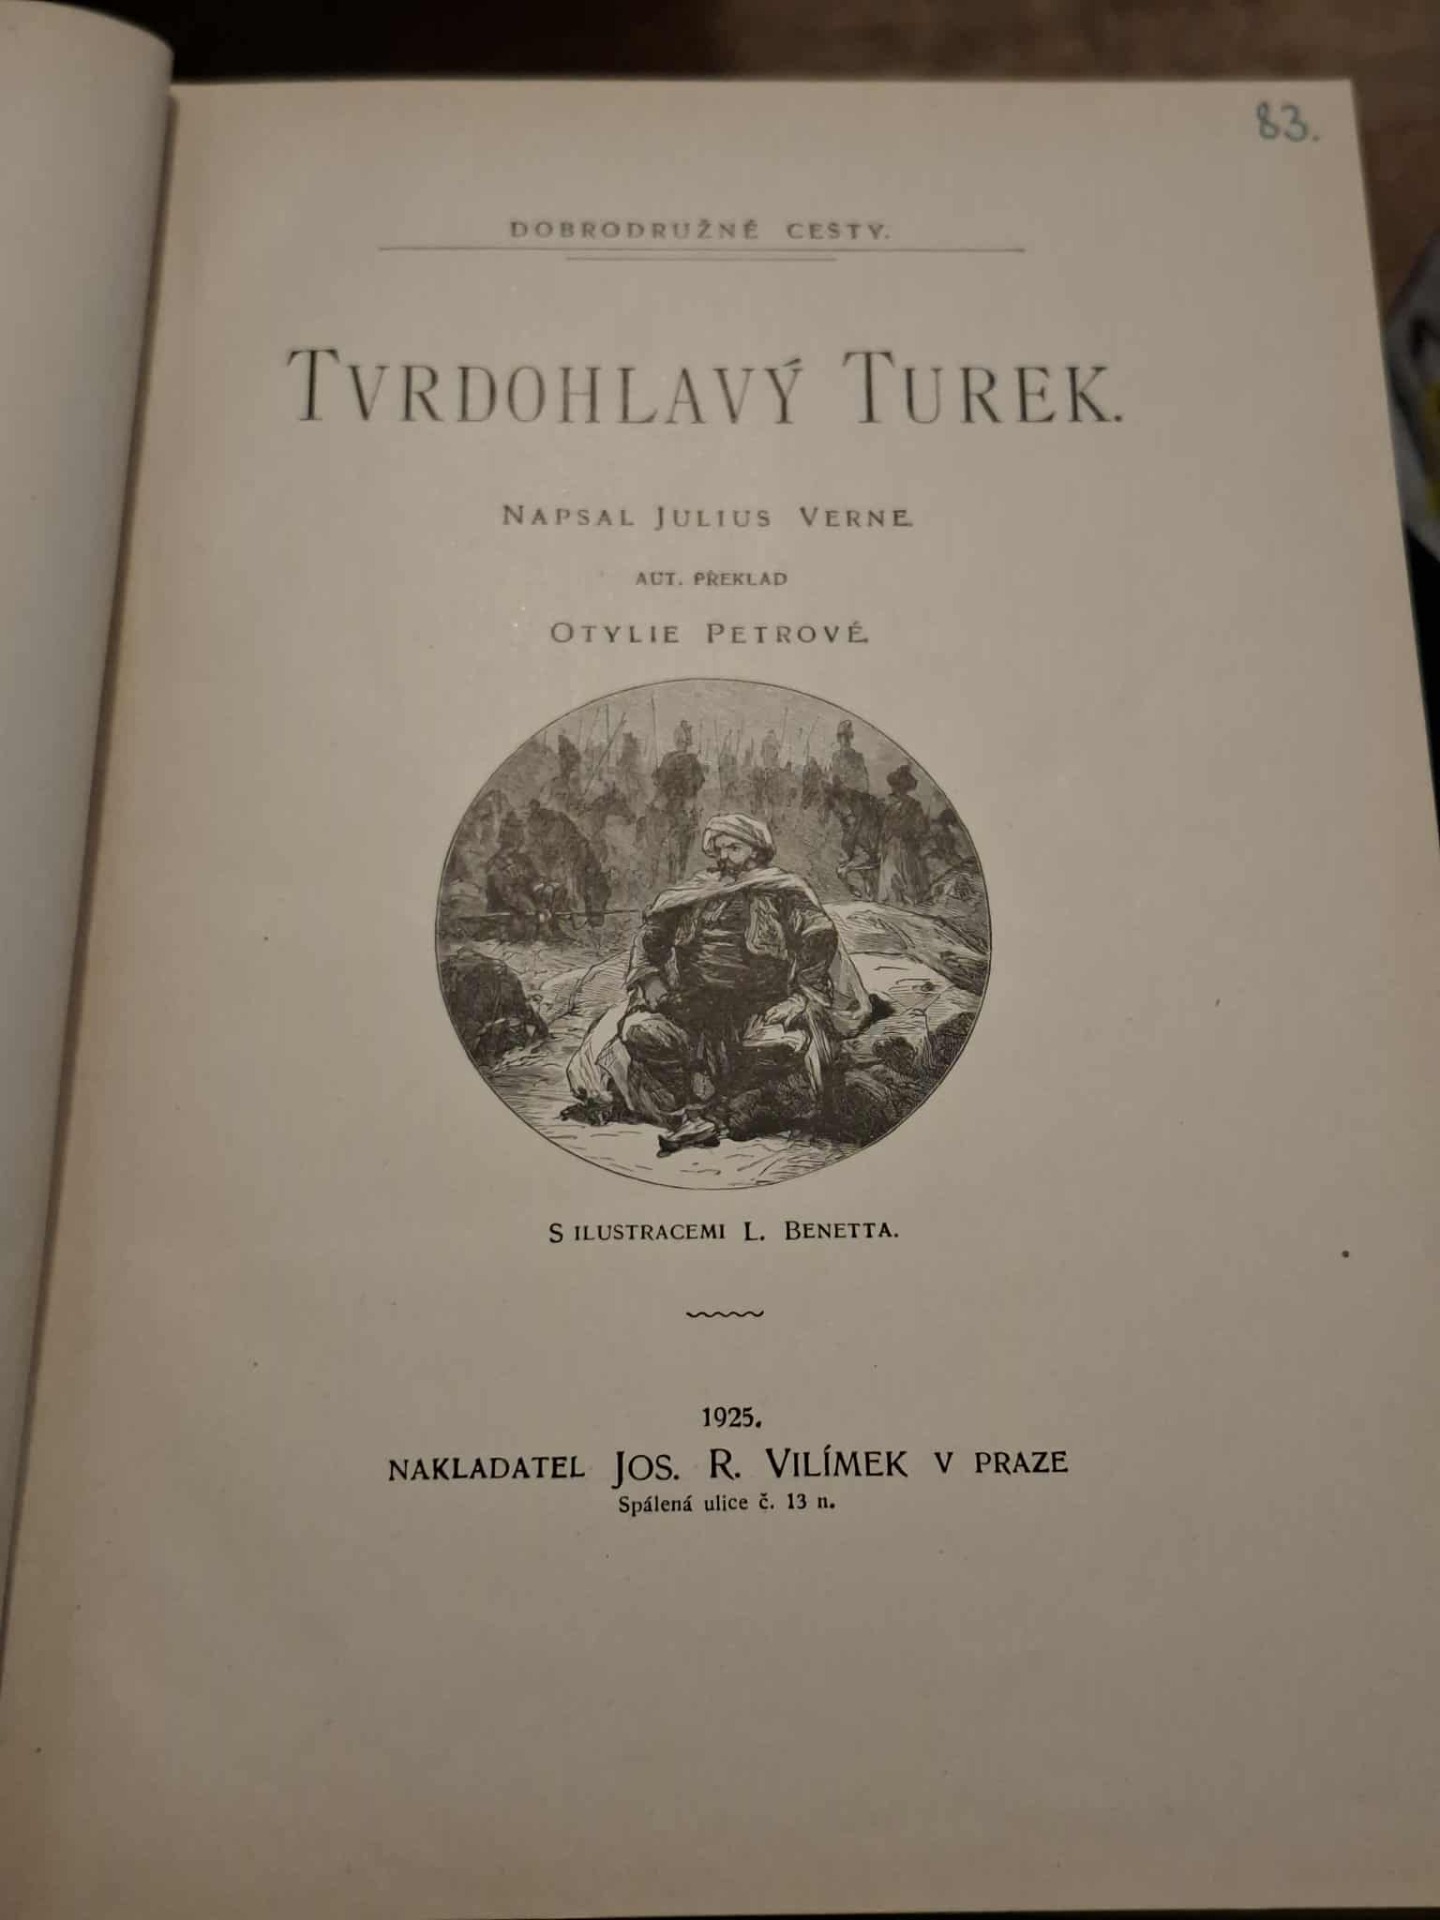 83.
DOBRODRUŽNÉ CESTY.
TVRDOHLAVÝ TUREK.
NAPSAL JULIUS VERNE
AUT. PŘEKLAD
OTYLIE PETROVÉ.
S ILUSTRACEMI L. BENETTA.
1925.
NAKLADATEL JOS. R. VILÍMEK V PRAZE
Spálená ulice č. 13 n.